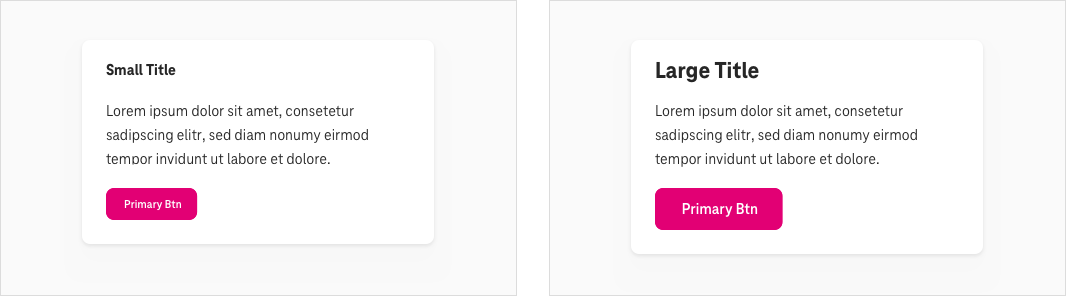 Small Title
Lorem ipsum dolor sit amet, consetetur
sadipscing elitr, sed diam nonumy eirmod
tempor invidunt ut labore et dolore.
Primary Btn
Large Title
Lorem ipsum dolor sit amet, consetetur
sadipscing elitr, sed diam nonumy eirmod
tempor invidunt ut labore et dolore.
Primary Btn